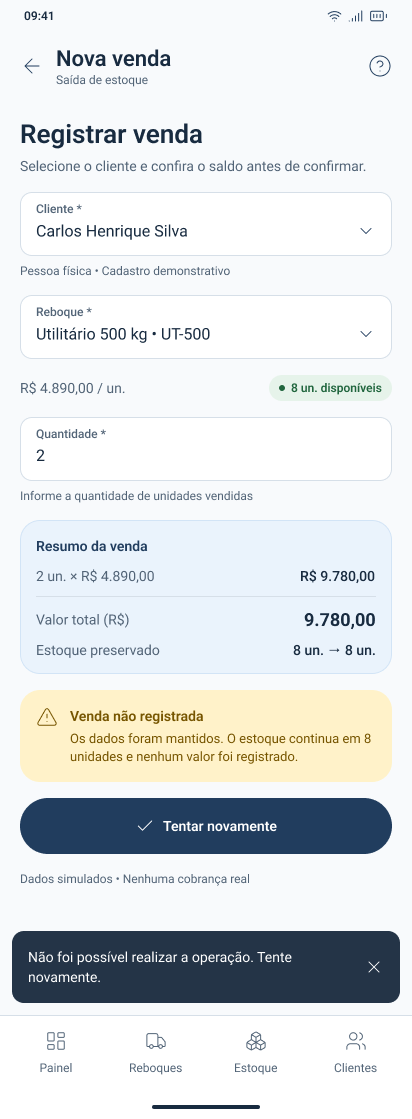 09:41
Nova venda
Saída de estoque
Registrar venda
Selecione o cliente e confira o saldo antes de confirmar.
Cliente *
Carlos Henrique Silva
Pessoa física • Cadastro demonstrativo
Reboque *
Utilitário 500 kg • UT-500
R$ 4.890,00 / un.
8 un. disponíveis
Quantidade *
2
Informe a quantidade de unidades vendidas
Resumo da venda
2 un. × R$ 4.890,00
R$ 9.780,00
Valor total (R$)
9.780,00
Estoque preservado
8 un. → 8 un.
Venda não registrada
Os dados foram mantidos. O estoque continua em 8
unidades e nenhum valor foi registrado.
Tentar novamente
Dados simulados • Nenhuma cobrança real
Não foi possível realizar a operação. Tente
novamente.
Painel
Reboques
Estoque
Clientes